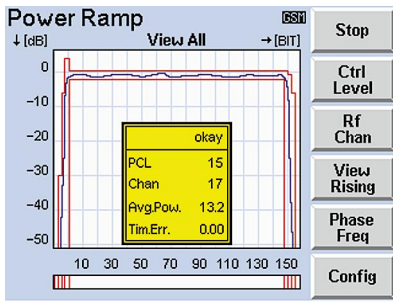 Power Ramp GSM
↓ [dB] View All → [BIT]
0
-10
-20
-30
-40
-50
10 30 50 70 90 110 130 150
okay
PCL 15
Chan 17
Avg.Pow. 13.2
Tim.Err. 0.00
Stop
Ctrl
Level
Rf
Chan
View
Rising
Phase
Freq
Config